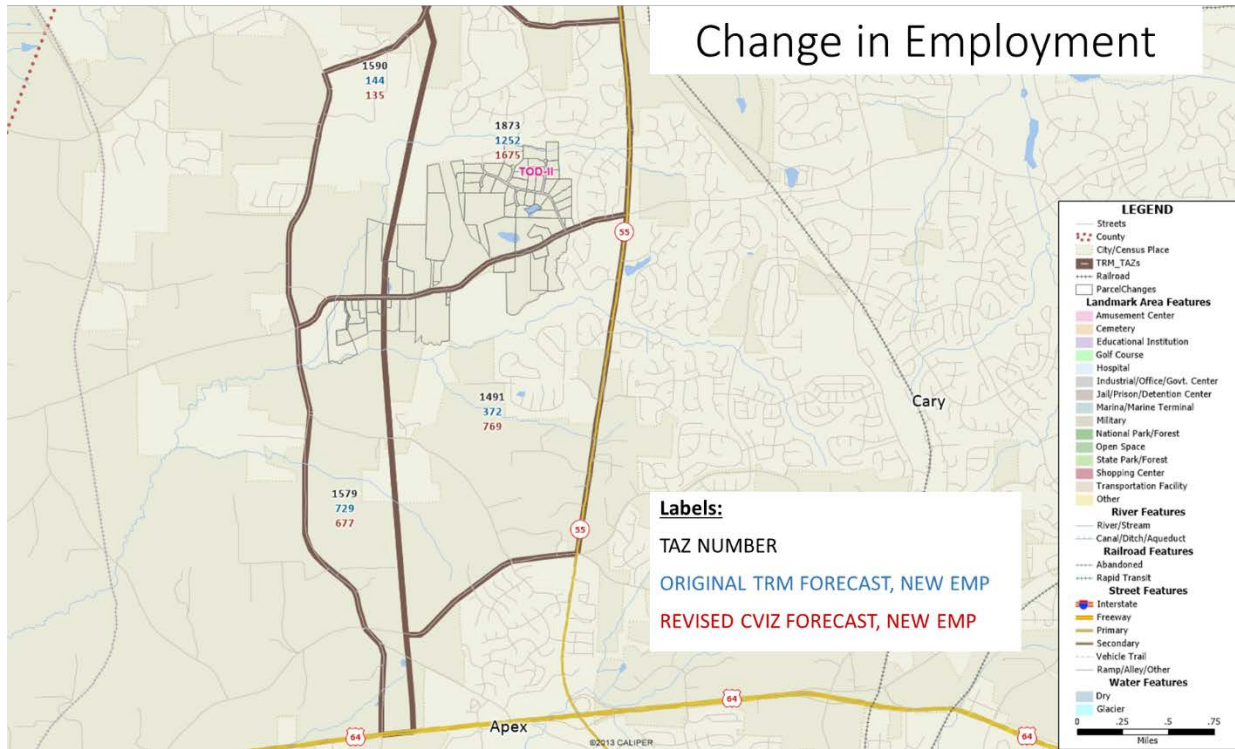 Change in Employment
1590
144
135
1873
1252
1675
TOD-II
55
1491
372
769
Cary
1579
729
677
55
64
Apex
64
64
©2013 CALIPER
Labels:
TAZ NUMBER
ORIGINAL TRM FORECAST, NEW EMP
REVISED CVIZ FORECAST, NEW EMP
LEGEND
Streets
County
City/Census Place
TRM_TAZs
Railroad
ParcelChanges
Landmark Area Features
Amusement Center
Cemetery
Educational Institution
Golf Course
Hospital
Industrial/Office/Govt. Center
Jail/Prison/Detention Center
Marina/Marine Terminal
Military
National Park/Forest
Open Space
State Park/Forest
Shopping Center
Transportation Facility
Other
River Features
River/Stream
Canal/Ditch/Aqueduct
Railroad Features
Abandoned
Rapid Transit
Street Features
Interstate
Freeway
Primary
Secondary
Vehicle Trail
Ramp/Alley/Other
Water Features
Dry
Glacier
0 .25 .5 .75
Miles